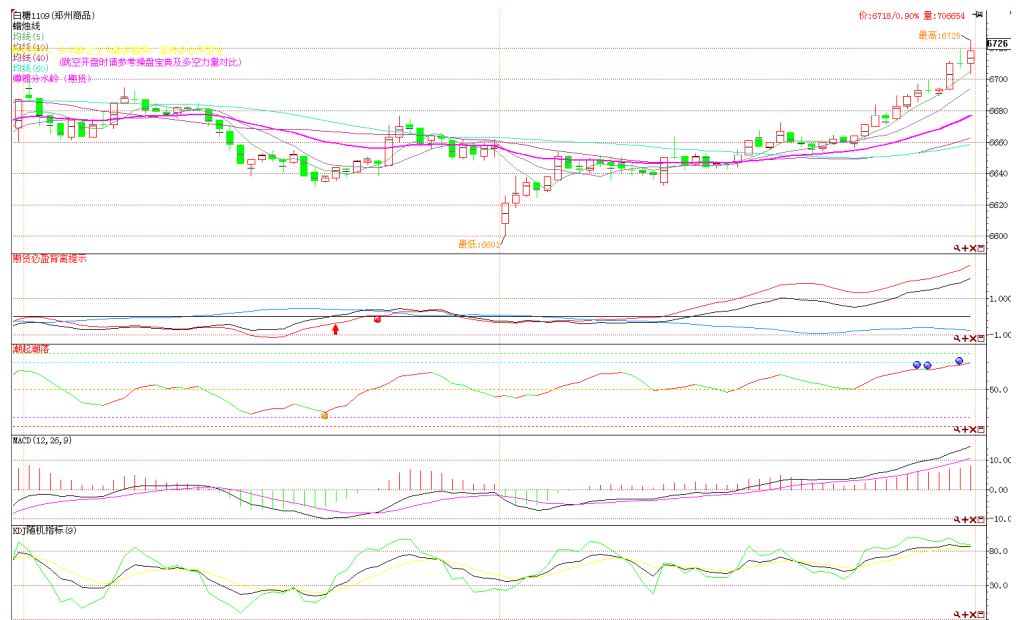 白糖1109(郑州商品)
价:6718/0.90% 量:706654
蜡烛线
均线(5)
最高:6725
6726
均线(10)
均线(40)
(跳空开盘时请参考操盘宝典及多空力量对比)
均线(60)
博雅分水岭 (期货)
6700
6680
6660
6640
6620
6600
最低:6601
期货必盈背离提示
1.000
-1.00
潮起潮落
50.0
MACD(12,26,9)
10.00
0.00
-10.0
KDJ随机指标(9)
80.0
30.0